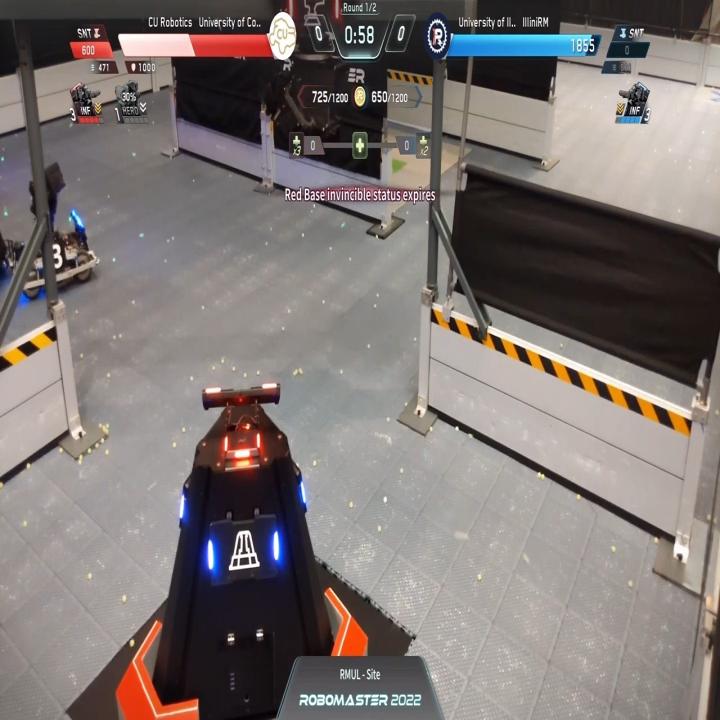 Round 1/2
CU Robotics University of Co..
0
0:58
0
University of Il.. IlliniRM
SNT
600
1855
SNT
0
471
1000
725/1200
650/1200
3 INF
30%
1 HERO
INF 3
x3
0
0
x2
Red Base invincible status expires
3
RMUL - Site
ROBOMASTER 2022